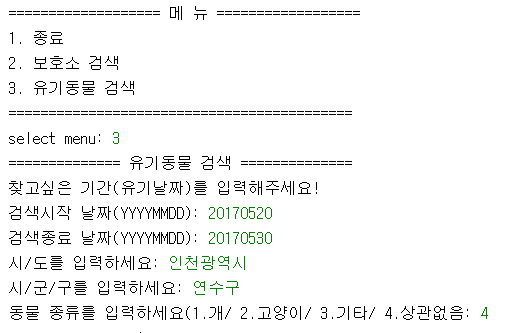 =================== 메 뉴 ==================
1. 종료
2. 보호소 검색
3. 유기동물 검색
===========================================
select menu: 3
============== 유기동물 검색 ==============
찾고싶은 기간(유기날짜)를 입력해주세요!
검색시작 날짜(YYYYMMDD): 20170520
검색종료 날짜(YYYYMMDD): 20170530
시/도를 입력하세요: 인천광역시
시/군/구를 입력하세요: 연수구
동물 종류를 입력하세요(1.개/ 2.고양이/ 3.기타/ 4.상관없음: 4